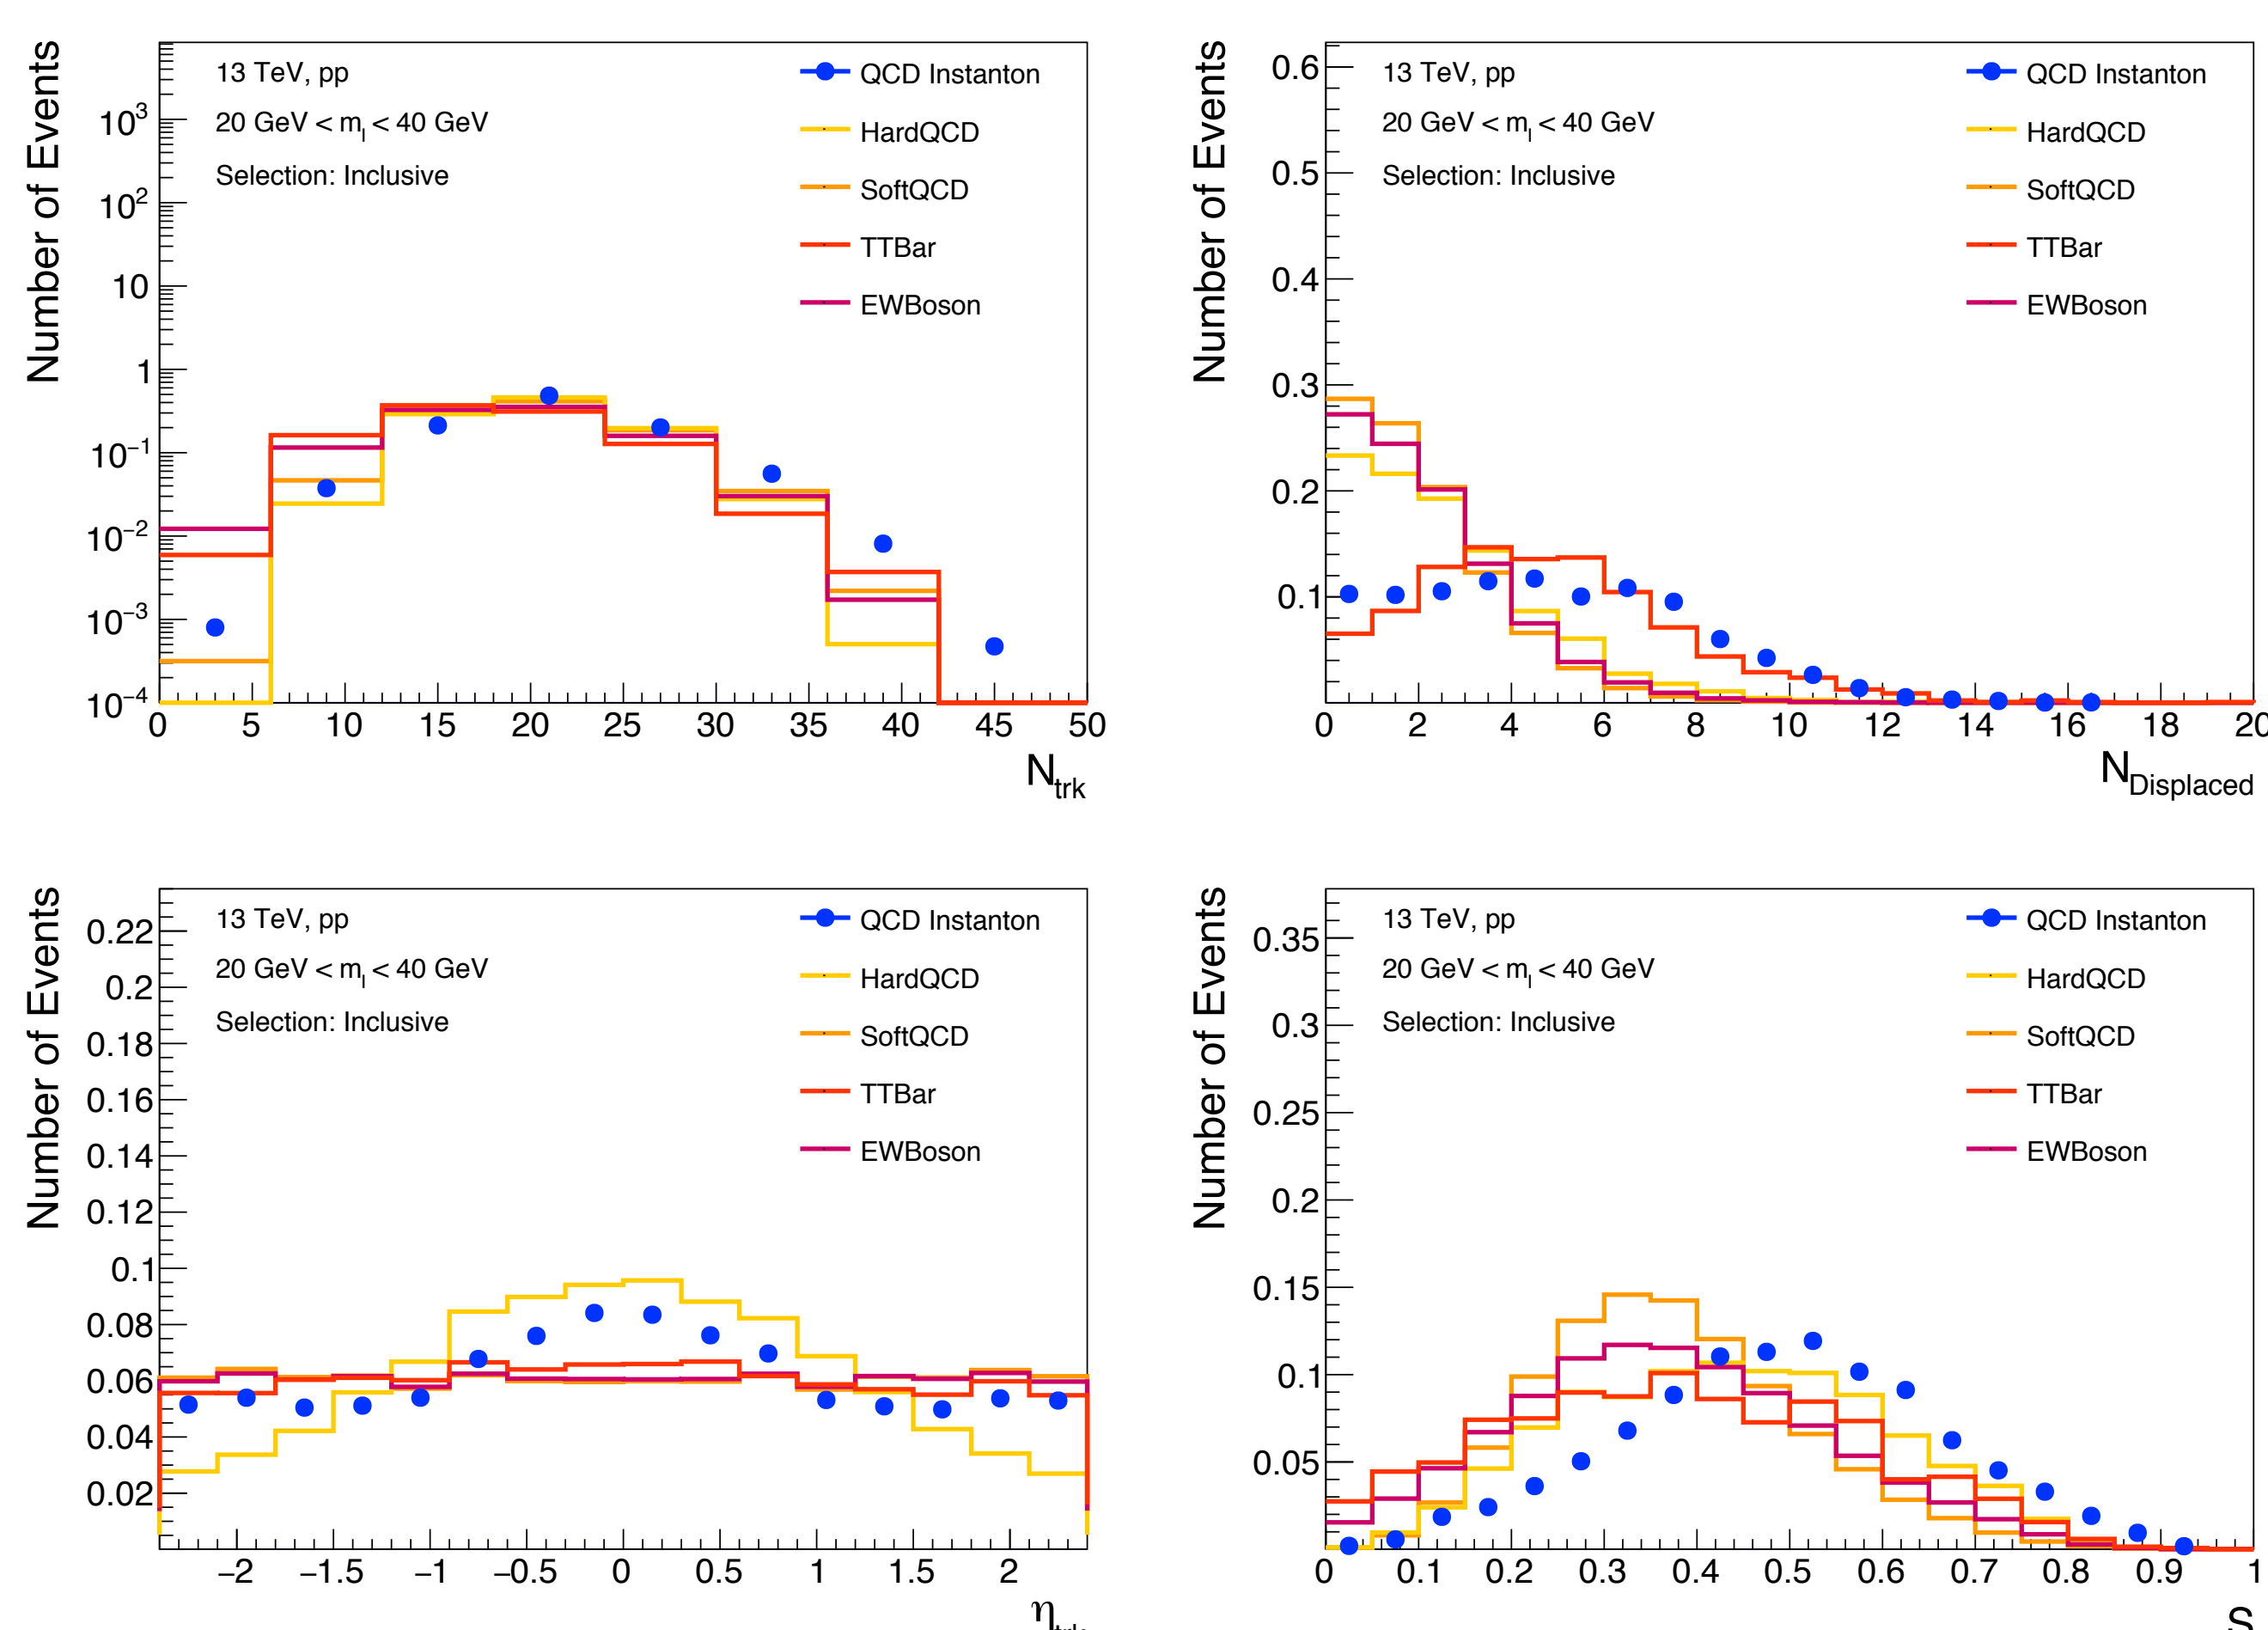 Number of Events
13 TeV, pp
20 GeV < m_I < 40 GeV
Selection: Inclusive
QCD Instanton
HardQCD
SoftQCD
TTBar
EWBoson
10³
10²
10
1
10⁻¹
10⁻²
10⁻³
10⁻⁴
0 5 10 15 20 25 30 35 40 45 50
N_trk
Number of Events
13 TeV, pp
20 GeV < m_I < 40 GeV
Selection: Inclusive
QCD Instanton
HardQCD
SoftQCD
TTBar
EWBoson
0.6
0.5
0.4
0.3
0.2
0.1
0 2 4 6 8 10 12 14 16 18 20
N_Displaced
Number of Events
13 TeV, pp
20 GeV < m_I < 40 GeV
Selection: Inclusive
QCD Instanton
HardQCD
SoftQCD
TTBar
EWBoson
0.22
0.2
0.18
0.16
0.14
0.12
0.1
0.08
0.06
0.04
0.02
−2 −1.5 −1 −0.5 0 0.5 1 1.5 2
η_trk
Number of Events
13 TeV, pp
20 GeV < m_I < 40 GeV
Selection: Inclusive
QCD Instanton
HardQCD
SoftQCD
TTBar
EWBoson
0.35
0.3
0.25
0.2
0.15
0.1
0.05
0 0.1 0.2 0.3 0.4 0.5 0.6 0.7 0.8 0.9 1
S